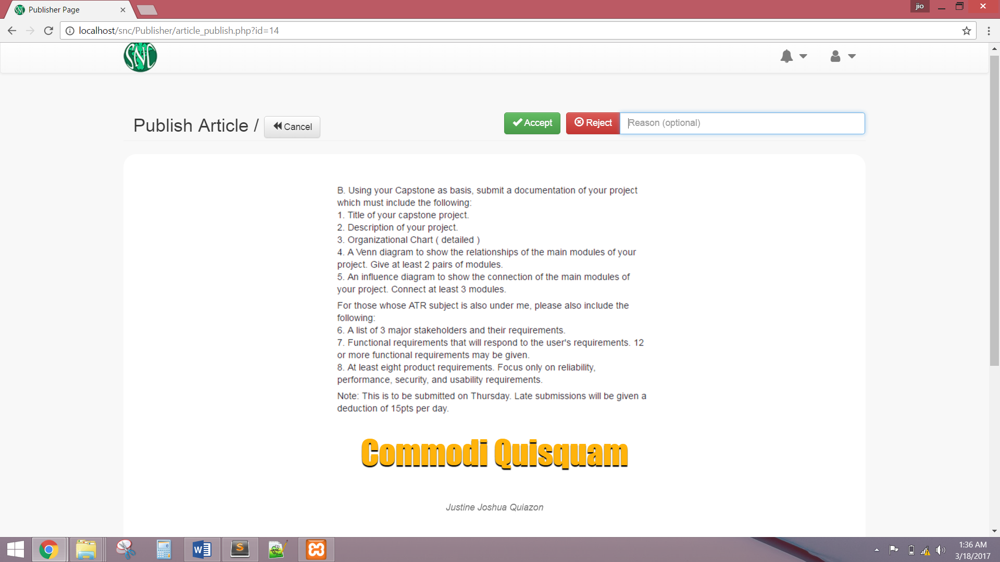 Publisher Page
jio
localhost/snc/Publisher/article_publish.php?id=14
SNC
Publish Article / Cancel
Accept
Reject
Reason (optional)
B. Using your Capstone as basis, submit a documentation of your project
which must include the following:
1. Title of your capstone project.
2. Description of your project.
3. Organizational Chart ( detailed )
4. A Venn diagram to show the relationships of the main modules of your
project. Give at least 2 pairs of modules.
5. An influence diagram to show the connection of the main modules of
your project. Connect at least 3 modules.
For those whose ATR subject is also under me, please also include the
following:
6. A list of 3 major stakeholders and their requirements.
7. Functional requirements that will respond to the user's requirements. 12
or more functional requirements may be given.
8. At least eight product requirements. Focus only on reliability,
performance, security, and usability requirements.
Note: This is to be submitted on Thursday. Late submissions will be given a
deduction of 15pts per day.
Commodi Quisquam
Justine Joshua Quiazon
1:36 AM
3/18/2017